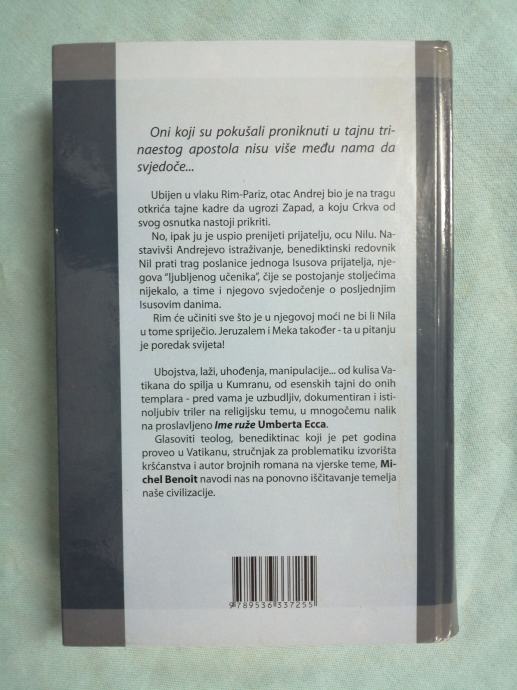 Oni koji su pokušali proniknuti u tajnu tri-
naestog apostola nisu više među nama da
svjedoče...
Ubijen u vlaku Rim-Pariz, otac Andrej bio je na tragu
otkrića tajne kadre da ugrozi Zapad, a koju Crkva od
svog osnutka nastoji prikriti.
No, ipak ju je uspio prenijeti prijatelju, ocu Nilu. Na-
stavivši Andrejevo istraživanje, benediktinski redovnik
Nil prati trag poslanice jednoga Isusova prijatelja, nje-
gova "ljubljenog učenika", čije se postojanje stoljećima
nijekalo, a time i njegovo svjedočenje o posljednjim
Isusovim danima.
Rim će učiniti sve što je u njegovoj moći ne bi li Nila
u tome spriječio. Jeruzalem i Meka također - ta u pitanju
je poredak svijeta!
Ubojstva, laži, uhođenja, manipulacije... od kulisa Va-
tikana do spilja u Kumranu, od esenskih tajni do onih
templara - pred vama je uzbudljiv, dokumentiran i isti-
noljubiv triler na religijsku temu, u mnogočemu nalik
na proslavljeno Ime ruže Umberta Ecca.
Glasoviti teolog, benediktinac koji je pet godina
proveo u Vatikanu, stručnjak za problematiku izvorišta
kršćanstva i autor brojnih romana na vjerske teme, Mi-
chel Benoit navodi nas na ponovno iščitavanje temelja
naše civilizacije.
9789536337255